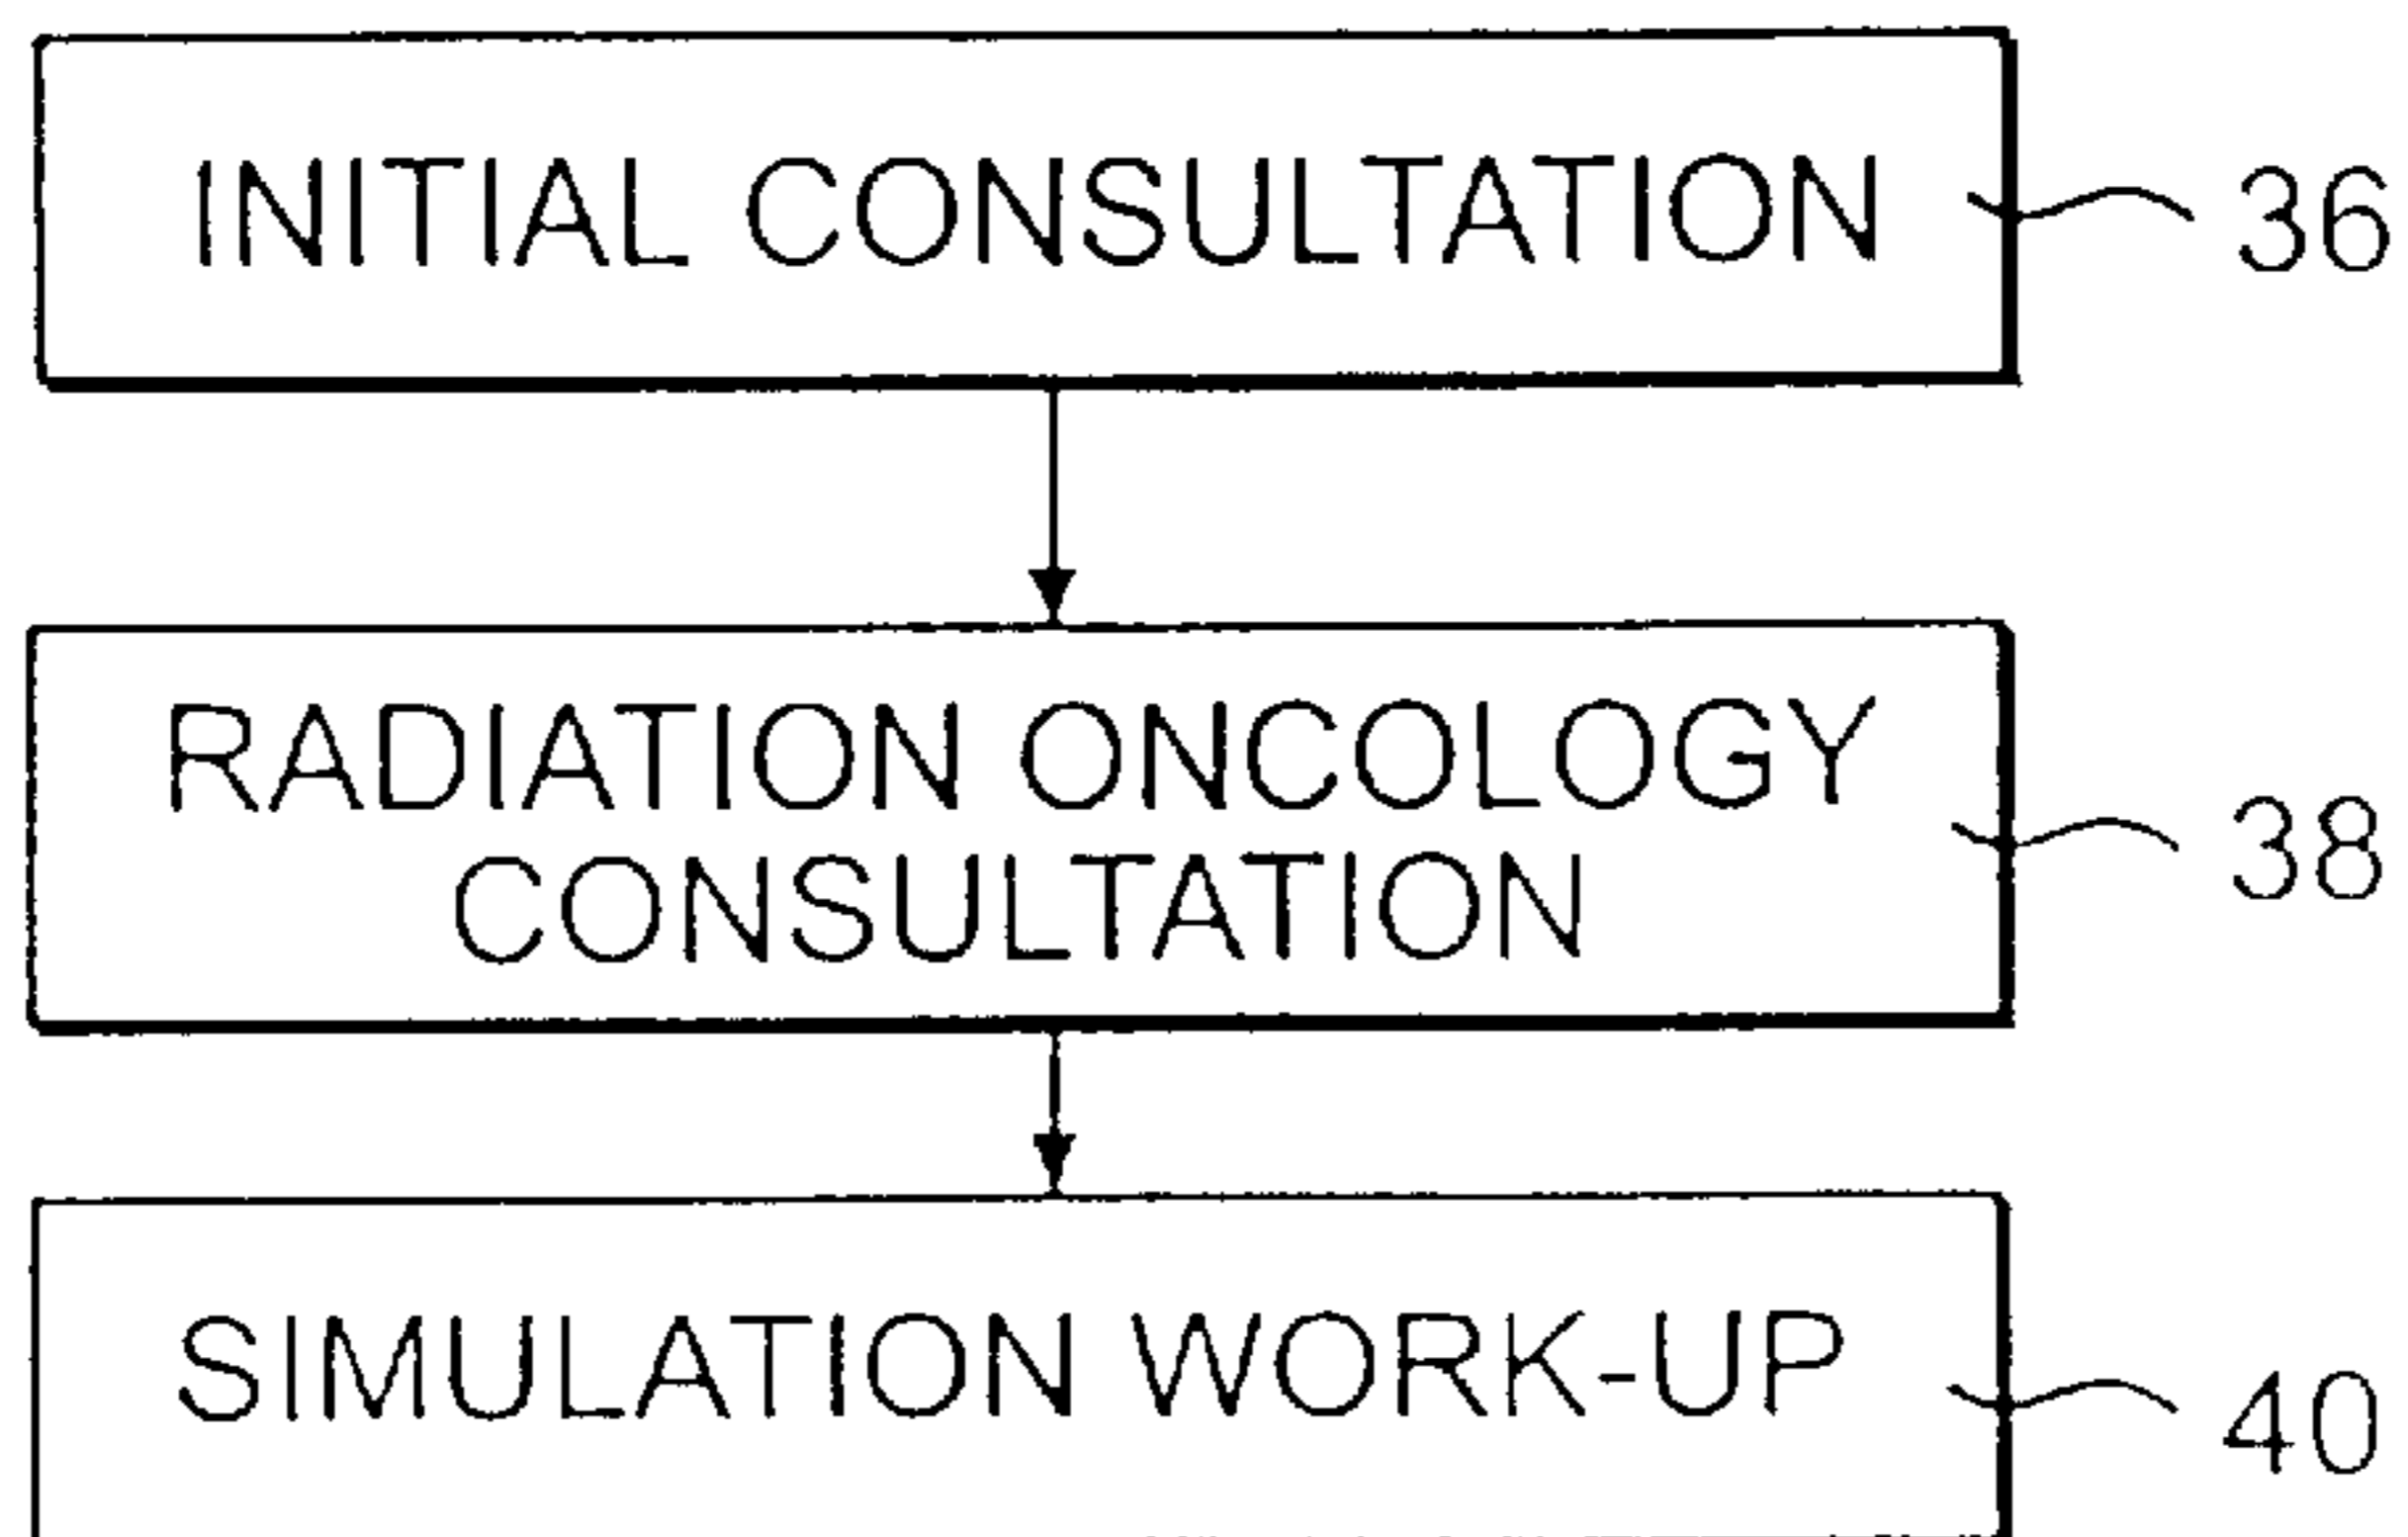 INITIAL CONSULTATION
36
RADIATION ONCOLOGY
CONSULTATION
38
SIMULATION WORK-UP
40